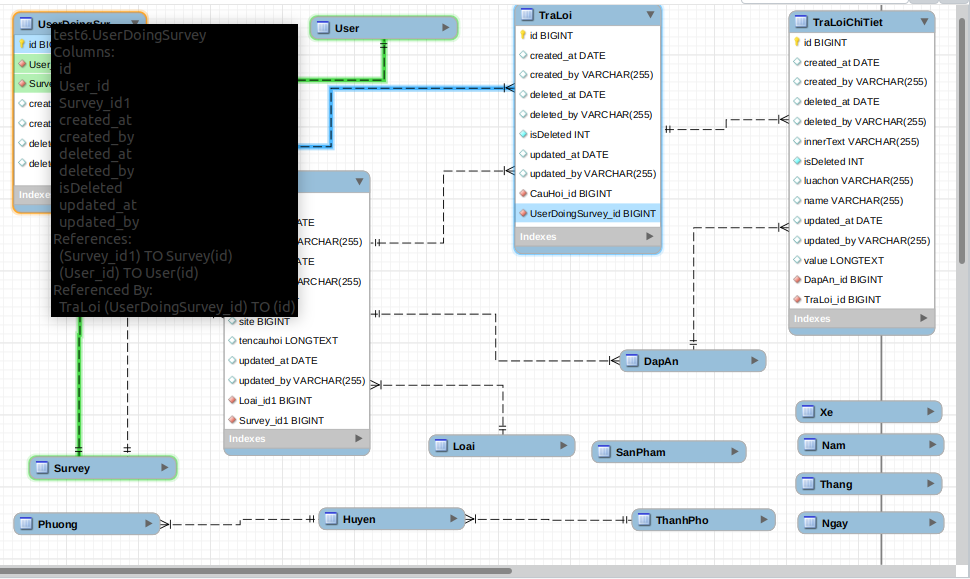 UserDoingSur
id BI
User_
Surve
creat
creat
delet
delet
Indexes
test6.UserDoingSurvey
Columns:
id
User_id
Survey_id1
created_at
created_by
deleted_at
deleted_by
isDeleted
updated_at
updated_by
References:
(Survey_id1) TO Survey(id)
(User_id) TO User(id)
Referenced By:
TraLoi (UserDoingSurvey_id) TO (id)
User
TraLoi
id BIGINT
created_at DATE
created_by VARCHAR(255)
deleted_at DATE
deleted_by VARCHAR(255)
isDeleted INT
updated_at DATE
updated_by VARCHAR(255)
CauHoi_id BIGINT
UserDoingSurvey_id BIGINT
Indexes
TraLoiChiTiet
id BIGINT
created_at DATE
created_by VARCHAR(255)
deleted_at DATE
deleted_by VARCHAR(255)
innerText VARCHAR(255)
isDeleted INT
luachon VARCHAR(255)
name VARCHAR(255)
updated_at DATE
updated_by VARCHAR(255)
value LONGTEXT
DapAn_id BIGINT
TraLoi_id BIGINT
Indexes
ATE
ARCHAR(255)
ATE
ARCHAR(255)
site BIGINT
tencauhoi LONGTEXT
updated_at DATE
updated_by VARCHAR(255)
Loai_id1 BIGINT
Survey_id1 BIGINT
Indexes
DapAn
Xe
Loai
SanPham
Nam
Survey
Thang
Phuong
Huyen
ThanhPho
Ngay